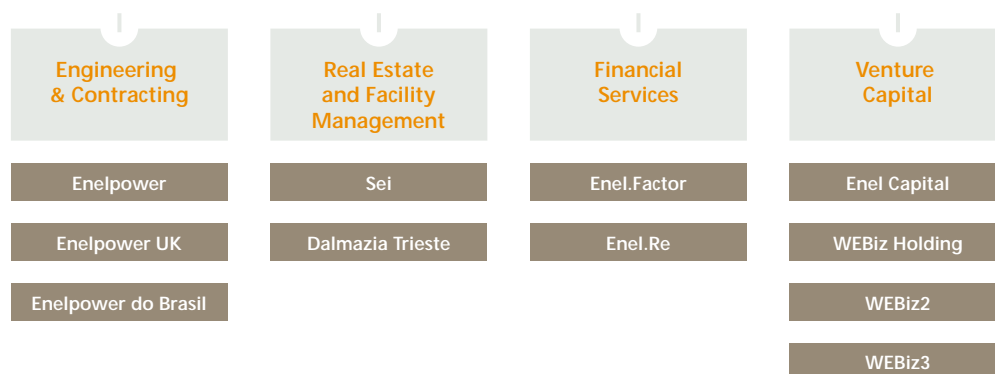 Engineering
& Contracting
Enelpower
Enelpower UK
Enelpower do Brasil
Real Estate
and Facility
Management
Sei
Dalmazia Trieste
Financial
Services
Enel.Factor
Enel.Re
Venture
Capital
Enel Capital
WEBiz Holding
WEBiz2
WEBiz3